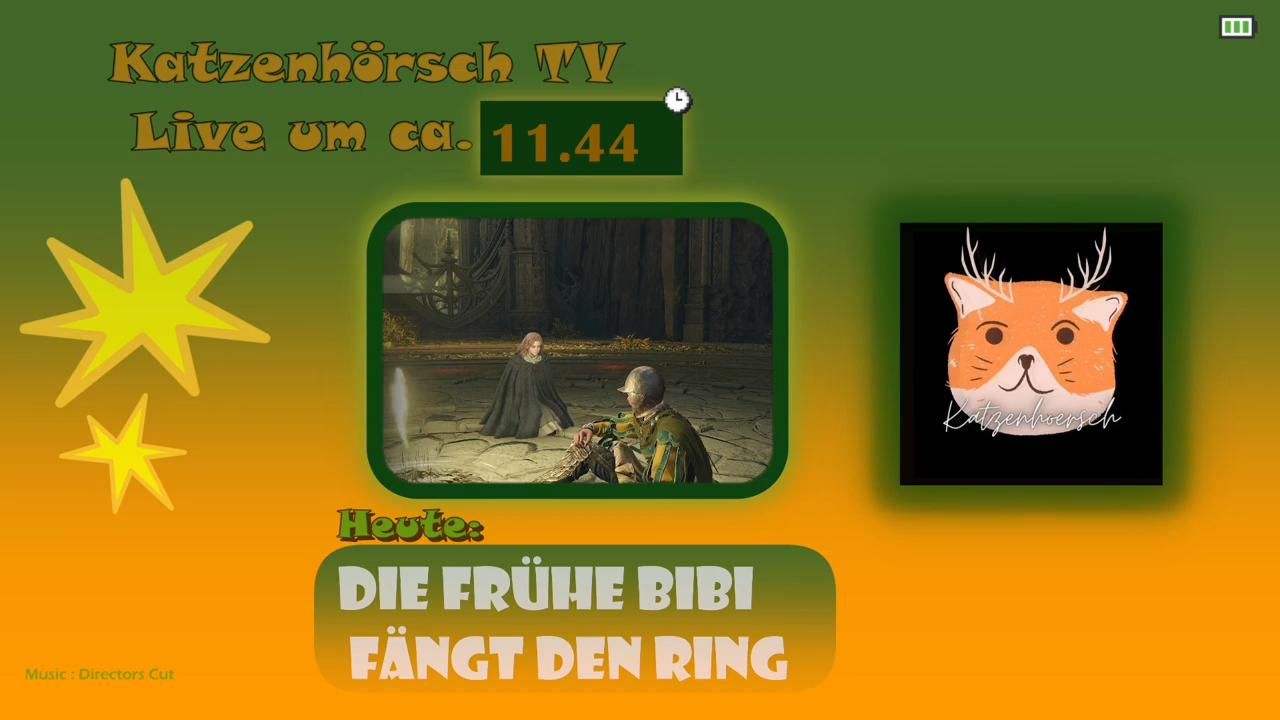 Katzenhörsch TV
Live um ca. 11.44
Katzenhoersch
Heute:
DIE FRÜHE BIBI
FÄNGT DEN RING
Music : Directors Cut